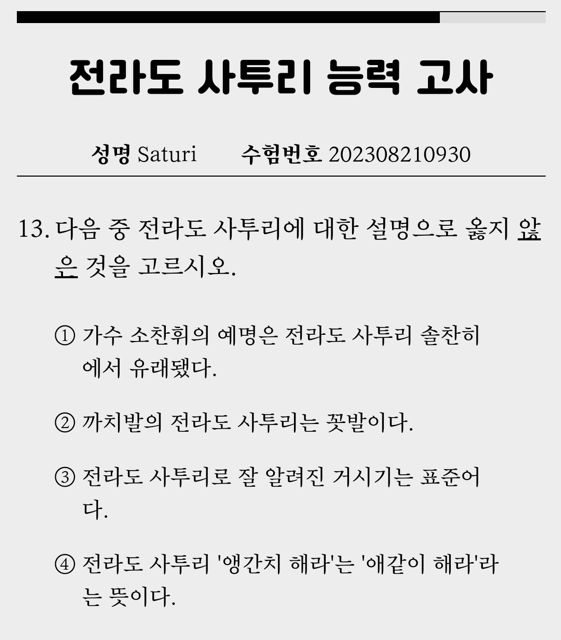 전라도 사투리 능력 고사
성명 Saturi 수험번호 202308210930
13. 다음 중 전라도 사투리에 대한 설명으로 옳지 않
은 것을 고르시오.
① 가수 소찬휘의 예명은 전라도 사투리 솔찬히
에서 유래됐다.
② 까치발의 전라도 사투리는 꼿발이다.
③ 전라도 사투리로 잘 알려진 거시기는 표준어
다.
④ 전라도 사투리 '앵간치 해라'는 '애같이 해라'라
는 뜻이다.